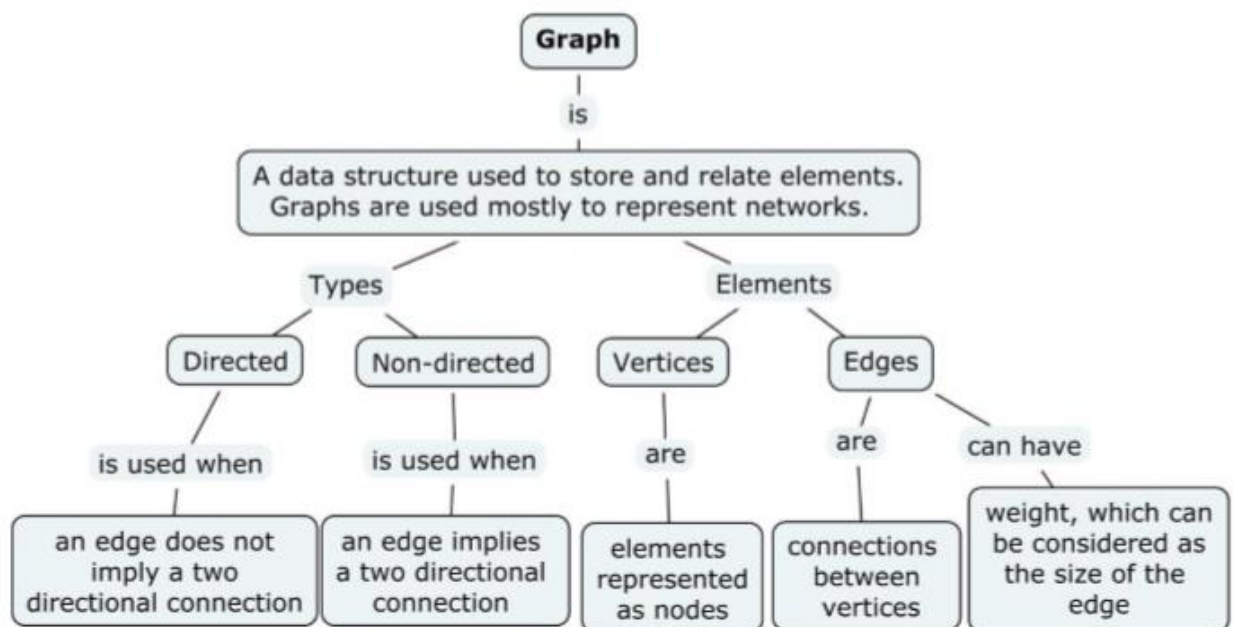 Graph
is
A data structure used to store and relate elements.
Graphs are used mostly to represent networks.
Types
Elements
Directed
Non-directed
Vertices
Edges
is used when
is used when
are
are
can have
an edge does not
imply a two
directional connection
an edge implies
a two directional
connection
elements
represented
as nodes
connections
between
vertices
weight, which can
be considered as
the size of the
edge